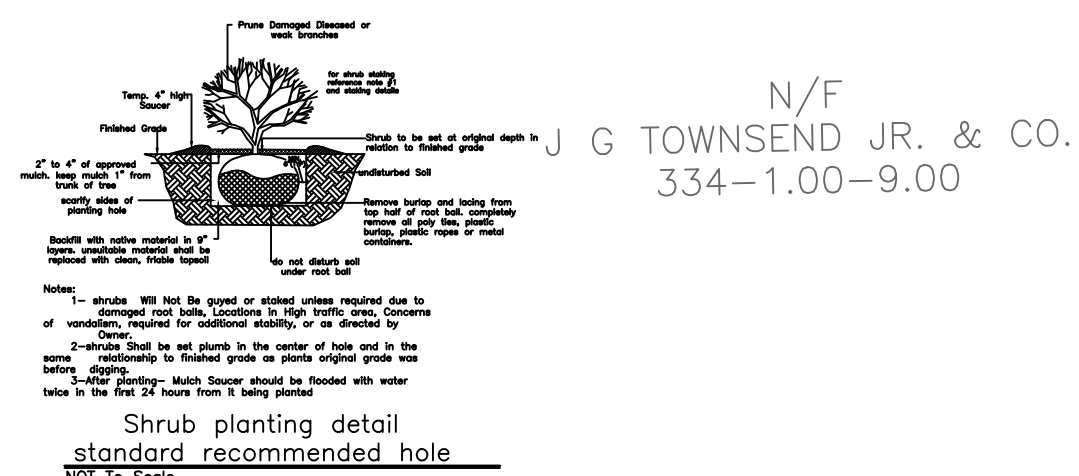 Prune Damaged Diseased or
weak branches
for shrub staking
reference note #1
and staking details
Temp. 4" high
Saucer
Finished Grade
Shrub to be set at original depth in
relation to finished grade
2" to 4" of approved
mulch. keep mulch 1" from
trunk of tree
undisturbed Soil
scarify sides of
planting hole
Remove burlap and lacing from
top half of root ball. completely
remove all poly ties, plastic
burlap, plastic ropes or metal
containers.
Backfill with native material in 9"
layers. unsuitable material shall be
replaced with clean, friable topsoil
do not disturb soil
under root ball
Notes:
1- shrubs Will Not Be guyed or staked unless required due to
damaged root balls, Locations in High traffic area, Concerns
of vandalism, required for additional stability, or as directed by
Owner.
2-shrubs Shall be set plumb in the center of hole and in the
same relationship to finished grade as plants original grade was
before digging.
3-After planting- Mulch Saucer should be flooded with water
twice in the first 24 hours from it being planted
Shrub planting detail
standard recommended hole
NOT To Scale
N/F
J G TOWNSEND JR. & CO.
334-1.00-9.00